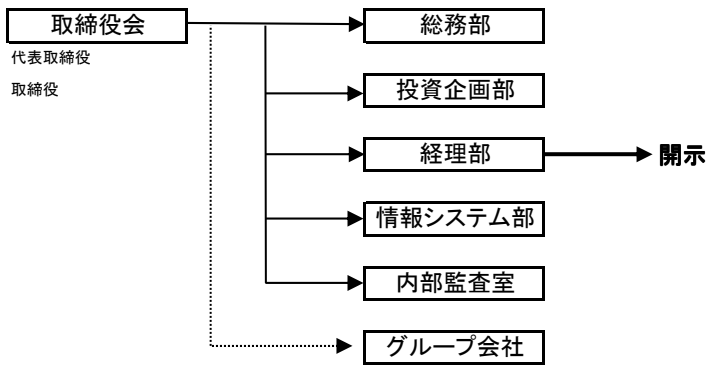 取締役会
代表取締役
取締役
総務部
投資企画部
経理部
開示
情報システム部
内部監査室
グループ会社